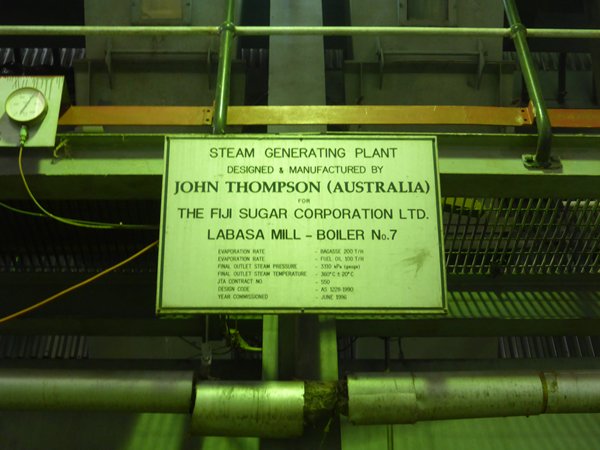 STEAM GENERATING PLANT
DESIGNED & MANUFACTURED BY
JOHN THOMPSON (AUSTRALIA)
FOR
THE FIJI SUGAR CORPORATION LTD.
LABASA MILL - BOILER No.7
EVAPORATION RATE - BAGASSE 200 T/H
EVAPORATION RATE - FUEL OIL 100 T/H
FINAL OUTLET STEAM PRESSURE - 3110 kPa (gauge)
FINAL OUTLET STEAM TEMPERATURE - 360°C ± 20°C
JTA CONTRACT NO. - 550
DESIGN CODE - AS 1228-1990
YEAR COMMISSIONED - JUNE 1996